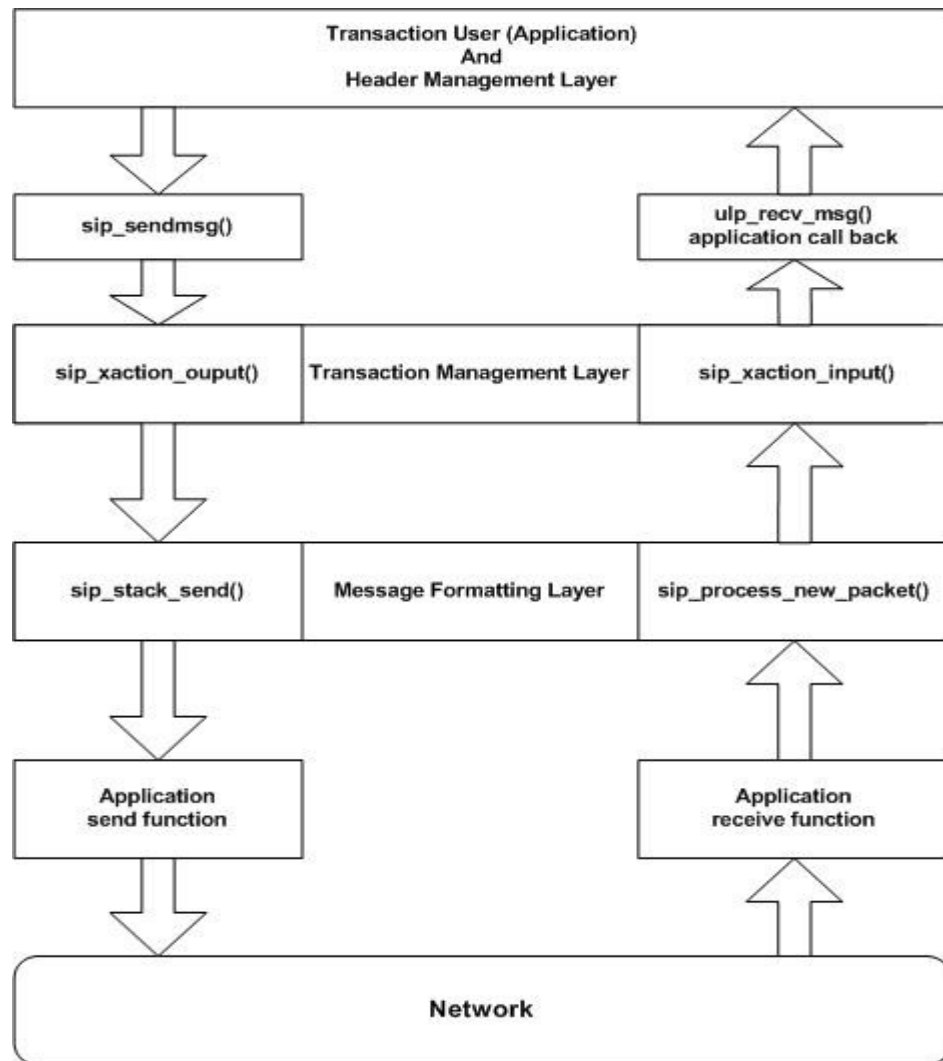 Transaction User (Application)
And
Header Management Layer
sip_sendmsg()
ulp_recv_msg()
application call back
sip_xaction_ouput()
Transaction Management Layer
sip_xaction_input()
sip_stack_send()
Message Formatting Layer
sip_process_new_packet()
Application
send function
Application
receive function
Network